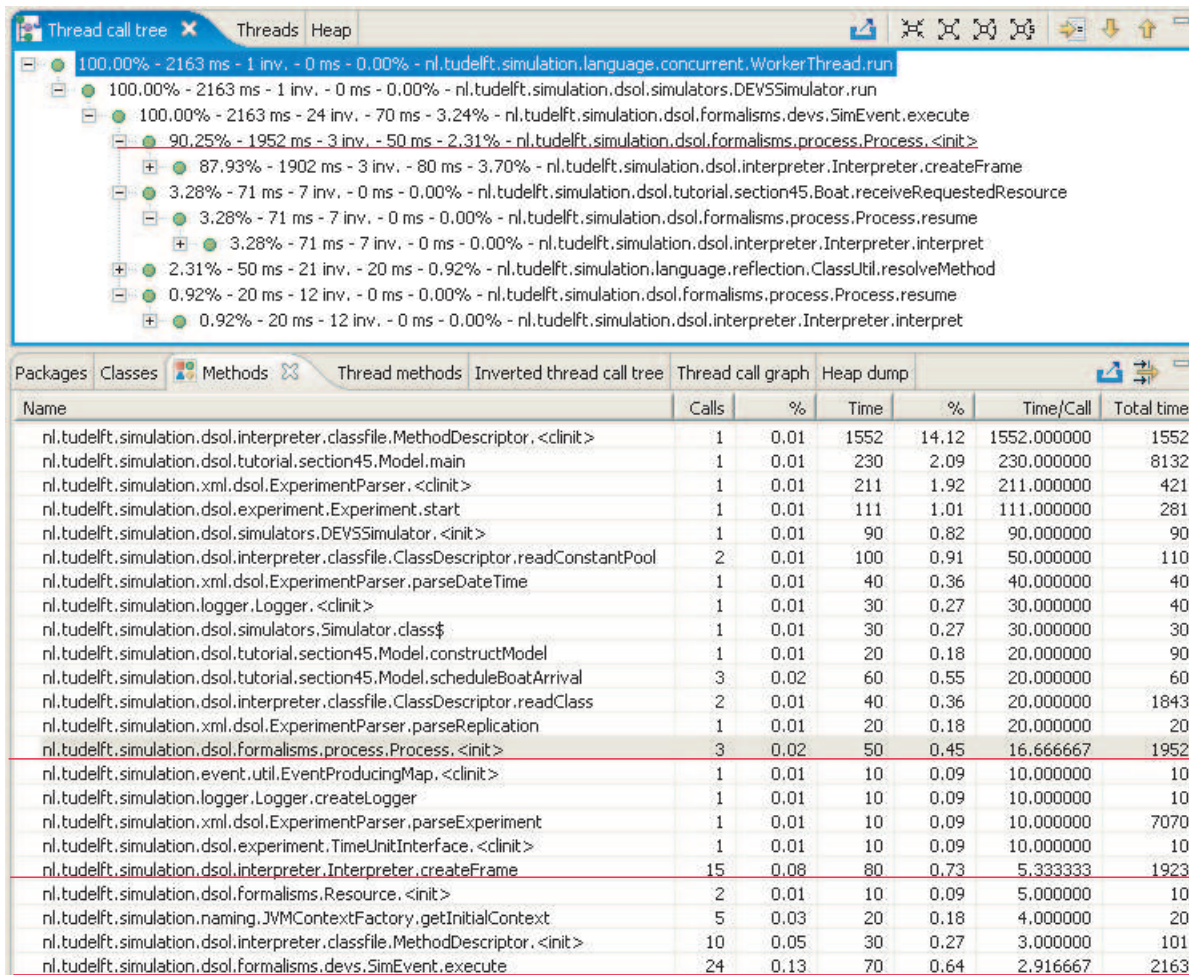 Thread call tree Threads Heap
100.00% - 2163 ms - 1 inv. - 0 ms - 0.00% - nl.tudelft.simulation.language.concurrent.WorkerThread.run
100.00% - 2163 ms - 1 inv. - 0 ms - 0.00% - nl.tudelft.simulation.dsol.simulators.DEVSSimulator.run
100.00% - 2163 ms - 24 inv. - 70 ms - 3.24% - nl.tudelft.simulation.dsol.formalisms.devs.SimEvent.execute
90.25% - 1952 ms - 3 inv. - 50 ms - 2.31% - nl.tudelft.simulation.dsol.formalisms.process.Process.<init>
87.93% - 1902 ms - 3 inv. - 80 ms - 3.70% - nl.tudelft.simulation.dsol.interpreter.Interpreter.createFrame
3.28% - 71 ms - 7 inv. - 0 ms - 0.00% - nl.tudelft.simulation.dsol.tutorial.section45.Boat.receiveRequestedResource
3.28% - 71 ms - 7 inv. - 0 ms - 0.00% - nl.tudelft.simulation.dsol.formalisms.process.Process.resume
3.28% - 71 ms - 7 inv. - 0 ms - 0.00% - nl.tudelft.simulation.dsol.interpreter.Interpreter.interpret
2.31% - 50 ms - 21 inv. - 20 ms - 0.92% - nl.tudelft.simulation.language.reflection.ClassUtil.resolveMethod
0.92% - 20 ms - 12 inv. - 0 ms - 0.00% - nl.tudelft.simulation.dsol.formalisms.process.Process.resume
0.92% - 20 ms - 12 inv. - 0 ms - 0.00% - nl.tudelft.simulation.dsol.interpreter.Interpreter.interpret
Packages Classes Methods Thread methods Inverted thread call tree Thread call graph Heap dump
Name Calls % Time % Time/Call Total time
nl.tudelft.simulation.dsol.interpreter.classfile.MethodDescriptor.<clinit> 1 0.01 1552 14.12 1552.000000 1552
nl.tudelft.simulation.dsol.tutorial.section45.Model.main 1 0.01 230 2.09 230.000000 8132
nl.tudelft.simulation.xml.dsol.ExperimentParser.<clinit> 1 0.01 211 1.92 211.000000 421
nl.tudelft.simulation.dsol.experiment.Experiment.start 1 0.01 111 1.01 111.000000 281
nl.tudelft.simulation.dsol.simulators.DEVSSimulator.<init> 1 0.01 90 0.82 90.000000 90
nl.tudelft.simulation.dsol.interpreter.classfile.ClassDescriptor.readConstantPool 2 0.01 100 0.91 50.000000 110
nl.tudelft.simulation.xml.dsol.ExperimentParser.parseDateTime 1 0.01 40 0.36 40.000000 40
nl.tudelft.simulation.logger.Logger.<clinit> 1 0.01 30 0.27 30.000000 40
nl.tudelft.simulation.dsol.simulators.Simulator.class$ 1 0.01 30 0.27 30.000000 30
nl.tudelft.simulation.dsol.tutorial.section45.Model.constructModel 1 0.01 20 0.18 20.000000 90
nl.tudelft.simulation.dsol.tutorial.section45.Model.scheduleBoatArrival 3 0.02 60 0.55 20.000000 60
nl.tudelft.simulation.dsol.interpreter.classfile.ClassDescriptor.readClass 2 0.01 40 0.36 20.000000 1843
nl.tudelft.simulation.xml.dsol.ExperimentParser.parseReplication 1 0.01 20 0.18 20.000000 20
nl.tudelft.simulation.dsol.formalisms.process.Process.<init> 3 0.02 50 0.45 16.666667 1952
nl.tudelft.simulation.event.util.EventProducingMap.<clinit> 1 0.01 10 0.09 10.000000 10
nl.tudelft.simulation.logger.Logger.createLogger 1 0.01 10 0.09 10.000000 10
nl.tudelft.simulation.xml.dsol.ExperimentParser.parseExperiment 1 0.01 10 0.09 10.000000 7070
nl.tudelft.simulation.dsol.experiment.TimeUnitInterface.<clinit> 1 0.01 10 0.09 10.000000 10
nl.tudelft.simulation.dsol.interpreter.Interpreter.createFrame 15 0.08 80 0.73 5.333333 1923
nl.tudelft.simulation.dsol.formalisms.Resource.<init> 2 0.01 10 0.09 5.000000 10
nl.tudelft.simulation.naming.JVMContextFactory.getInitialContext 5 0.03 20 0.18 4.000000 20
nl.tudelft.simulation.dsol.interpreter.classfile.MethodDescriptor.<init> 10 0.05 30 0.27 3.000000 101
nl.tudelft.simulation.dsol.formalisms.devs.SimEvent.execute 24 0.13 70 0.64 2.916667 2163